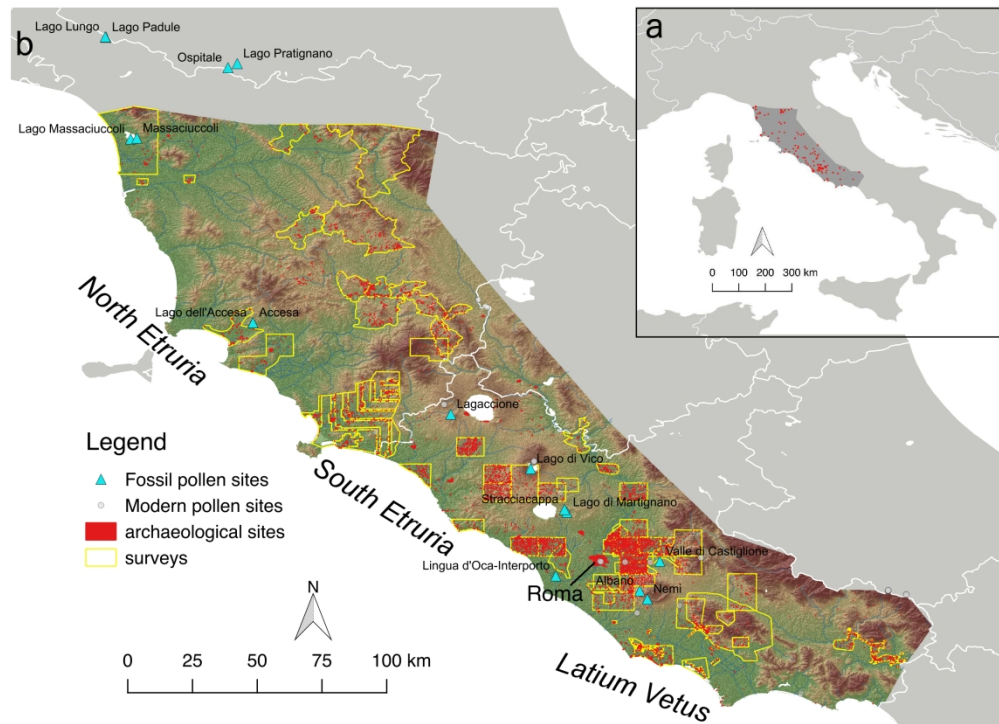 b
Lago Lungo
Lago Padule
Ospitale
Lago Pratignano
Lago Massaciuccoli
Massaciuccoli
North Etruria
Lago dell'Accesa
Accesa
Lagaccione
South Etruria
Lago di Vico
Stracciacappa
Lago di Martignano
Lingua d'Oca-Interporto
Valle di Castiglione
Roma
Albano
Nemi
Latium Vetus
Legend
Fossil pollen sites
Modern pollen sites
archaeological sites
surveys
N
0 25 50 75 100 km
a
0 100 200 300 km